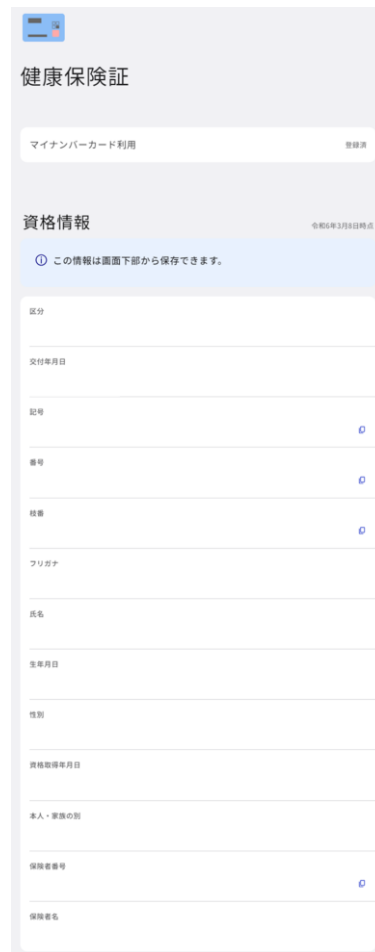 健康保険証
マイナンバーカード利用 登録済
資格情報 令和6年3月8日時点
この情報は画面下部から保存できます。
区分
交付年月日
記号
番号
枝番
フリガナ
氏名
生年月日
性別
資格取得年月日
本人・家族の別
保険者番号
保険者名